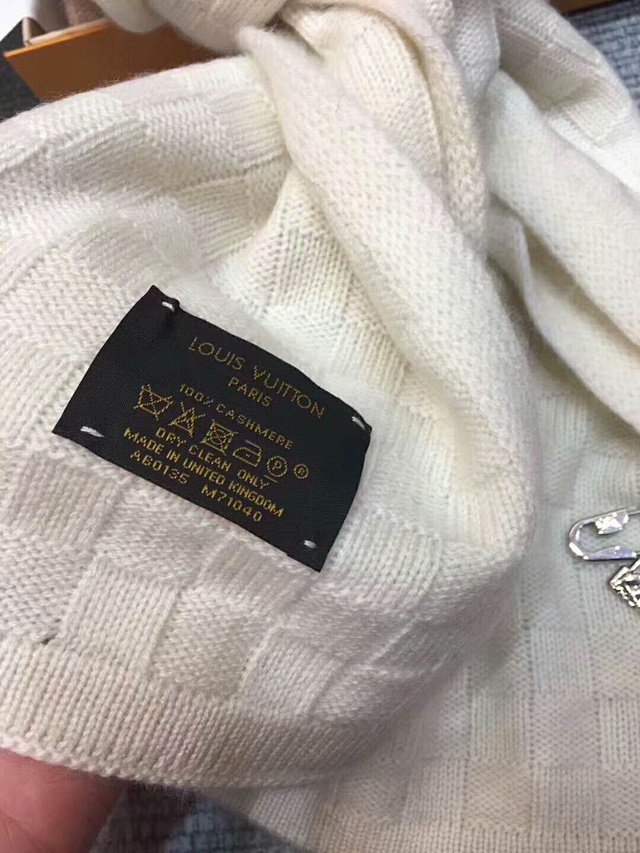 LOUIS VUITTON
PARIS
100% CASHMERE
P ®
DRY CLEAN ONLY
MADE IN UNITED KINGDOM
AB0135 M71040